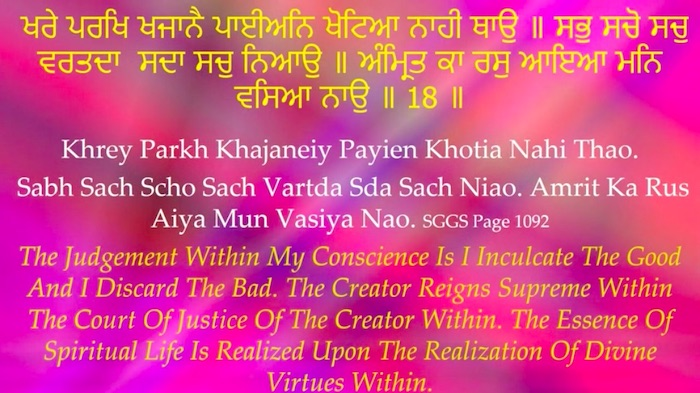 ਖਰੇ ਪਰਖਿ ਖਜਾਨੈ ਪਾਈਅਨਿ ਖੋਟਿਆ ਨਾਹੀ ਥਾਉ ॥ ਸਭੁ ਸਚੋ ਸਚੁ
ਵਰਤਦਾ ਸਦਾ ਸਚੁ ਨਿਆਉ ॥ ਅੰਮ੍ਰਿਤ ਕਾ ਰਸੁ ਆਇਆ ਮਨਿ
ਵਸਿਆ ਨਾਉ ॥ 18 ॥
Khrey Parkh Khajaneiy Payien Khotia Nahi Thao.
Sabh Sach Scho Sach Vartda Sda Sach Niao. Amrit Ka Rus
Aiya Mun Vasiya Nao. SGGS Page 1092
The Judgement Within My Conscience Is I Inculcate The Good
And I Discard The Bad. The Creator Reigns Supreme Within
The Court Of Justice Of The Creator Within. The Essence Of
Spiritual Life Is Realized Upon The Realization Of Divine
Virtues Within.